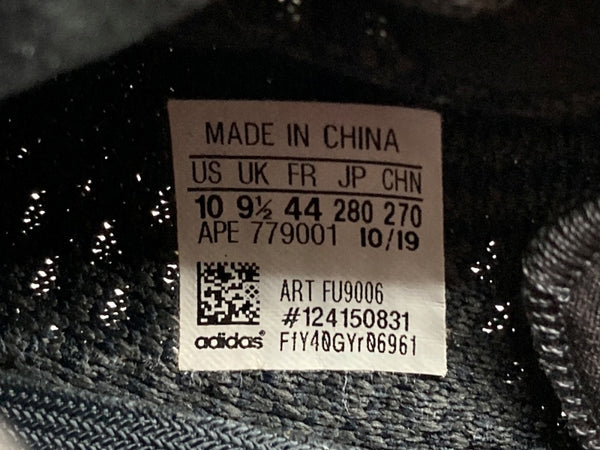 MADE IN CHINA
US UK FR JP CHN
10 9½ 44 280 270
APE 779001 10/19
ART FU9006
#124150831
adidas® F1Y40GYr06961